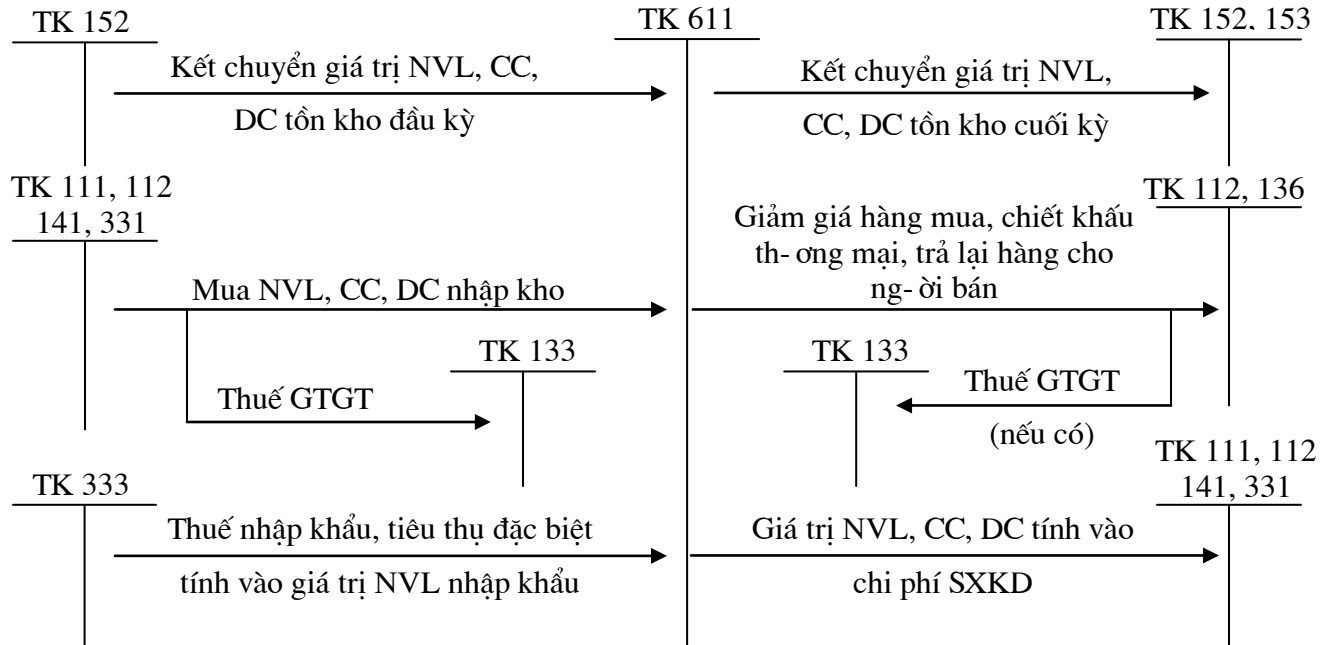 TK 152
TK 611
TK 152, 153
Kết chuyển giá trị NVL, CC,
DC tồn kho đầu kỳ
Kết chuyển giá trị NVL,
CC, DC tồn kho cuối kỳ
TK 111, 112
141, 331
TK 112, 136
Giảm giá hàng mua, chiết khấu
th- ơng mại, trả lại hàng cho
ng- ời bán
Mua NVL, CC, DC nhập kho
TK 133
TK 133
Thuế GTGT
Thuế GTGT
(nếu có)
TK 111, 112
141, 331
TK 333
Thuế nhập khẩu, tiêu thụ đặc biệt
tính vào giá trị NVL nhập khẩu
Giá trị NVL, CC, DC tính vào
chi phí SXKD